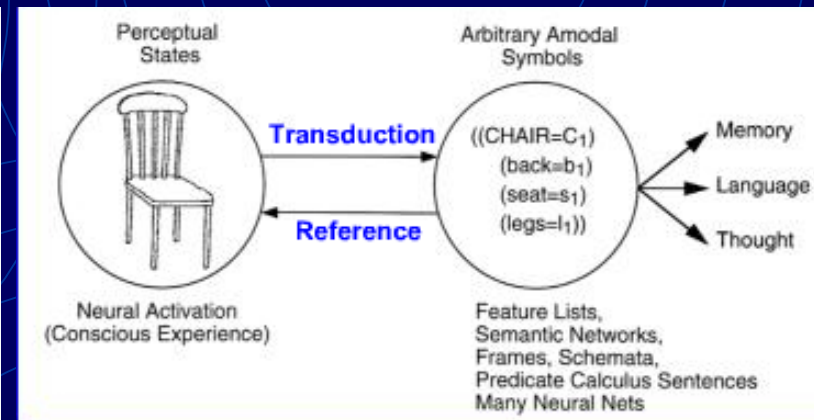 Perceptual
States
Arbitrary Amodal
Symbols
Transduction
Reference
((CHAIR=C₁)
(back=b₁)
(seat=s₁)
(legs=l₁))
Memory
Language
Thought
Neural Activation
(Conscious Experience)
Feature Lists,
Semantic Networks,
Frames, Schemata,
Predicate Calculus Sentences
Many Neural Nets